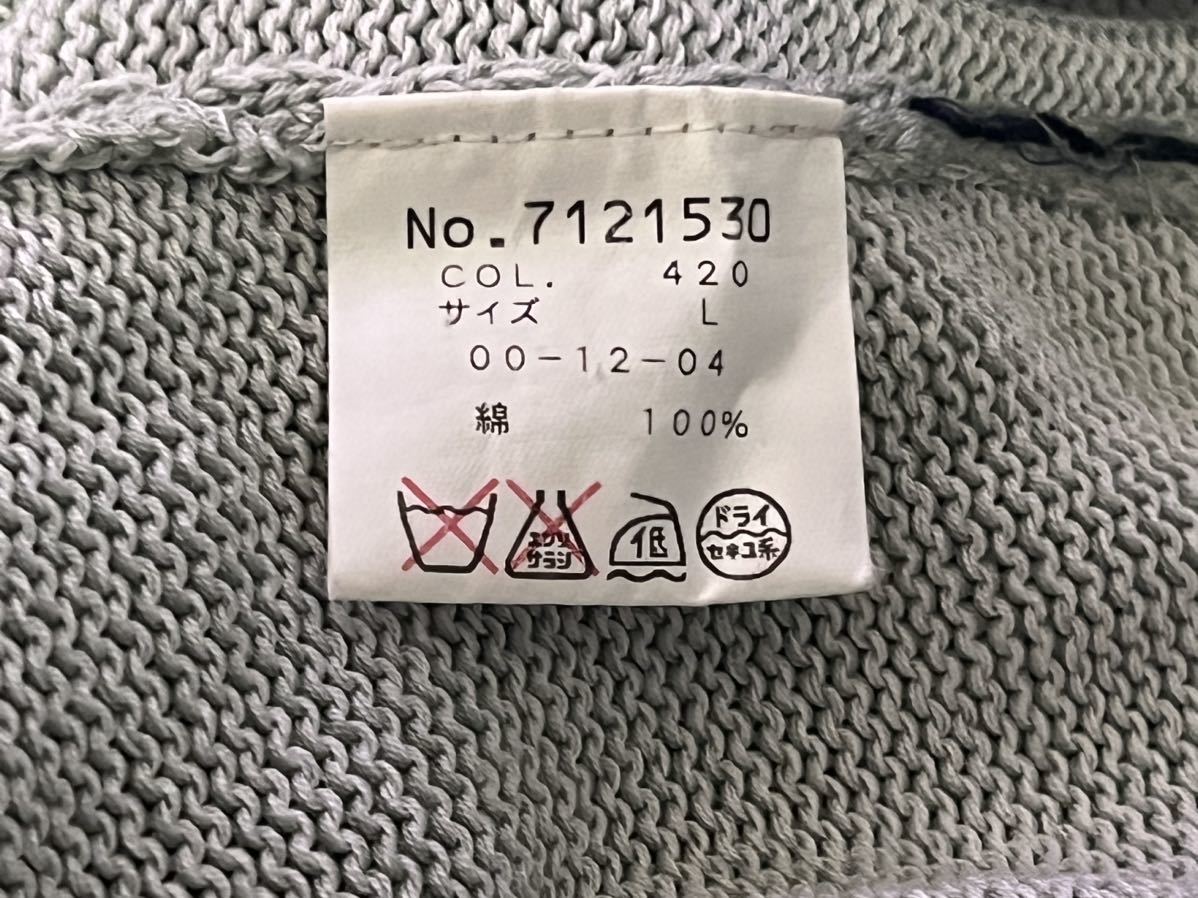 No. 7121530
COL. 420
サイズ L
00-12-04
綿 100%
エンソ
サラシ
低
ドライ
セキユ系